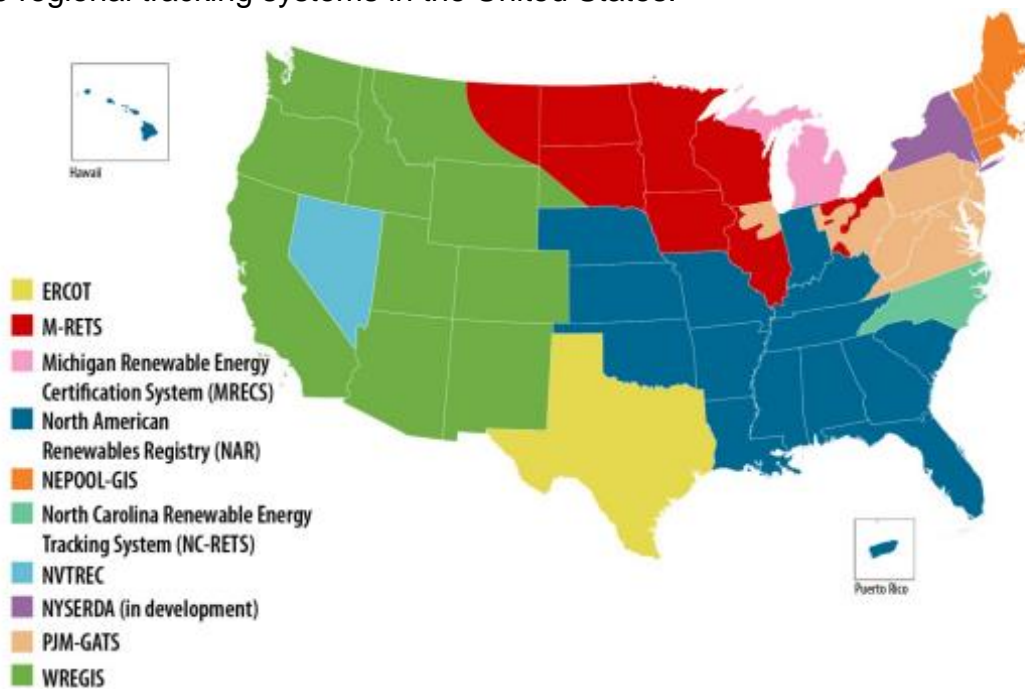 regional tracking systems in the United States.
Hawaii
ERCOT
M-RETS
Michigan Renewable Energy
Certification System (MRECS)
North American
Renewables Registry (NAR)
NEPOOL-GIS
North Carolina Renewable Energy
Tracking System (NC-RETS)
NVTREC
NYSERDA (in development)
PJM-GATS
WREGIS
Puerto Rico